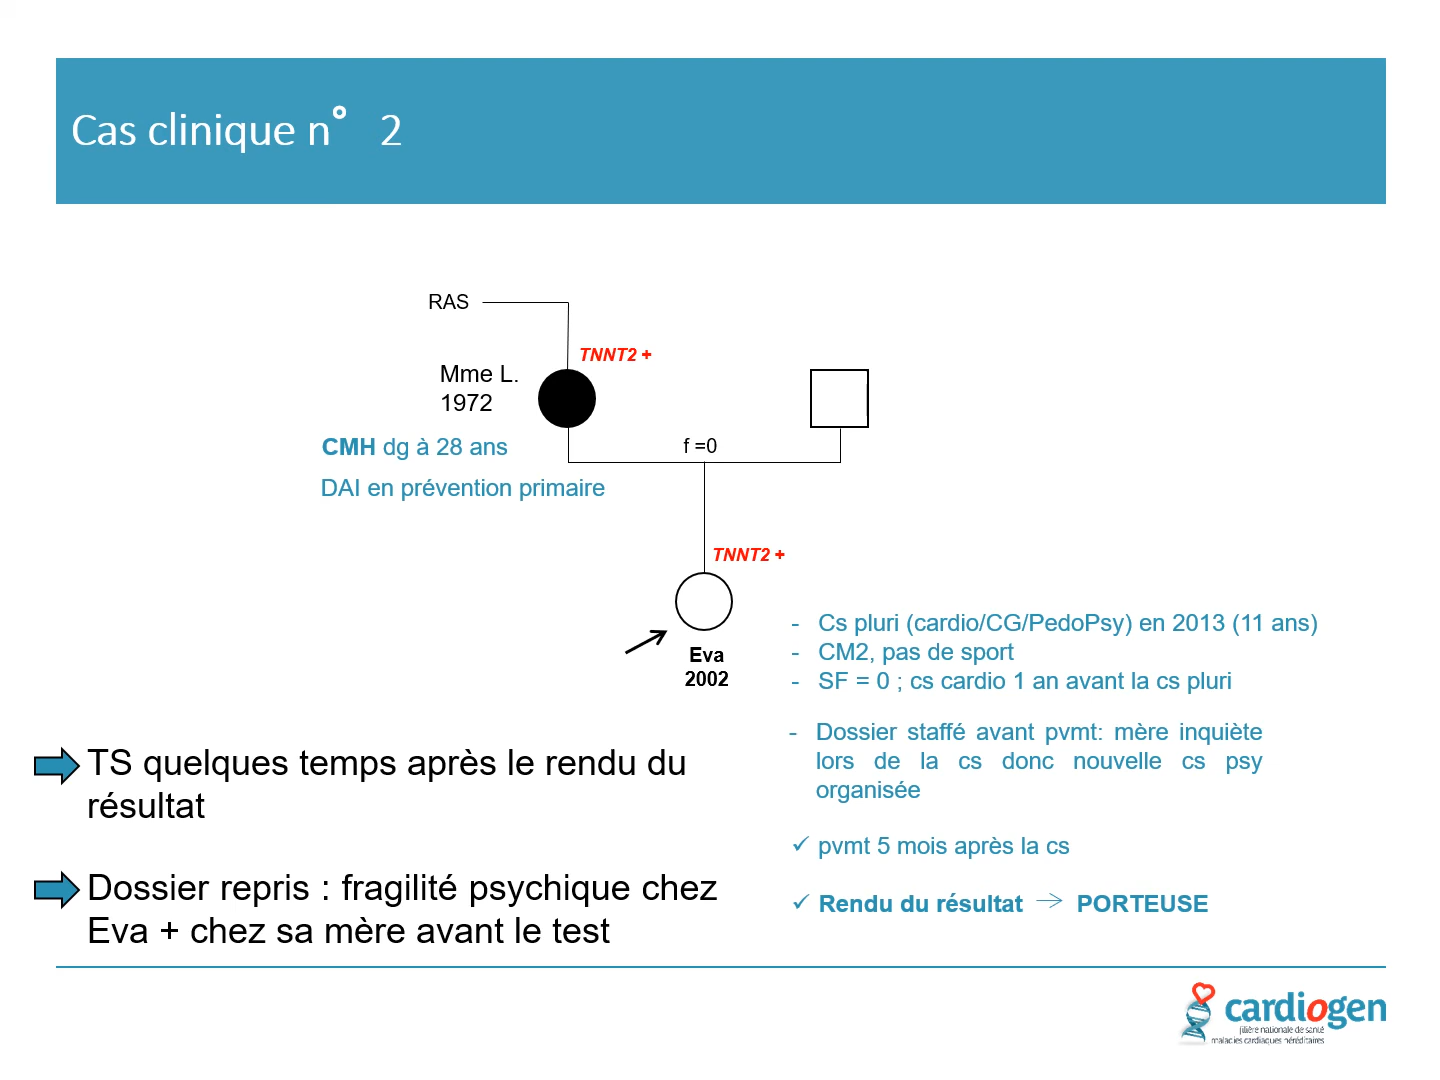 Cas clinique n° 2
RAS
TNNT2 +
Mme L.
1972
CMH dg à 28 ans
f =0
DAI en prévention primaire
TNNT2 +
Eva
2002
- Cs pluri (cardio/CG/PedoPsy) en 2013 (11 ans)
- CM2, pas de sport
- SF = 0 ; cs cardio 1 an avant la cs pluri
- Dossier staffé avant pvmt: mère inquiète
lors de la cs donc nouvelle cs psy
organisée
✓ pvmt 5 mois après la cs
✓ Rendu du résultat → PORTEUSE
TS quelques temps après le rendu du
résultat
Dossier repris : fragilité psychique chez
Eva + chez sa mère avant le test
cardiogen
filière nationale de santé
maladies cardiaques héréditaires